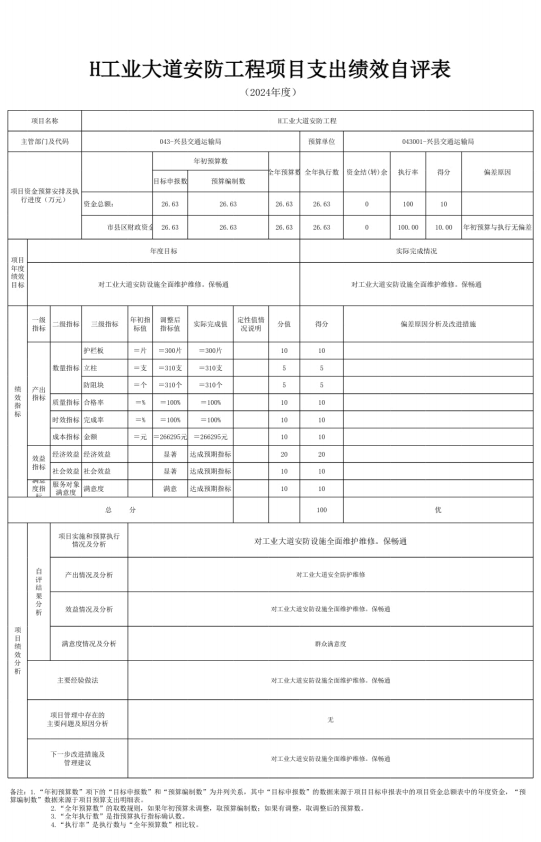 H工业大道安防工程项目支出绩效自评表
（2024年度）
项目名称 H工业大道安防工程
主管部门及代码 043-兴县交通运输局 预算单位 043001-兴县交通运输局
项目资金预算安排及执行进度（万元） 年初预算数 全年预算数 全年执行数 资金结(转)余 执行率 得分 偏差原因
目标申报数 预算编制数
资金总额: 26.63 26.63 26.63 26.63 0 100 10
市县区财政资金 26.63 26.63 26.63 26.63 0 100.00 10.00 年初预算与执行无偏差
项目年度绩效目标 年度目标 实际完成情况
对工业大道安防设施全面维护维修。保畅通 对工业大道安防设施全面维护维修。保畅通
绩效指标 一级指标 二级指标 三级指标 年初指标值 调整后指标值 实际完成值 定性值情况说明 分值 得分 偏差原因分析及改进措施
产出指标 数量指标 护栏板 ＝片 ＝300片 ＝300片 10 10
立柱 ＝支 ＝310支 ＝310支 5 5
防阻块 ＝个 ＝310个 ＝310个 5 5
质量指标 合格率 ＝% ＝100% ＝100% 10 10
时效指标 完成率 ＝% ＝100% ＝100% 10 10
成本指标 金额 ＝元 ＝266295元 ＝266295元 10 10
效益指标 经济效益 经济效益 显著 达成预期指标 20 20
社会效益 社会效益 显著 达成预期指标 10 10
满意度指标 服务对象满意度 满意度 满意 达成预期指标 10 10
总 分 100 优
项目绩效分析 自评结果分析 项目实施和预算执行情况及分析 对工业大道安防设施全面维护维修。保畅通
产出情况及分析 对工业大道安全防护维修
效益情况及分析 对工业大道安防设施全面维护维修。保畅通
满意度情况及分析 群众满意度
主要经验做法 对工业大道安防设施全面维护维修。保畅通
项目管理中存在的主要问题及原因分析 无
下一步改进措施及管理建议 对工业大道安防设施全面维护维修。保畅通
备注：1.“年初预算数”项下的“目标申报数”和“预算编制数”为并列关系，其中“目标申报数”的数据来源于项目目标申报表中的项目资金总额表中的年度资金，“预
算编制数”数据来源于项目预算支出明细表。
2.“全年预算数”的取数规则，如果年初预算未调整，取预算编制数；如果有调整，取调整后的预算数。
3.“全年执行数”是指预算执行指标确认数。
4.“执行率”是执行数与“全年预算数”相比较。